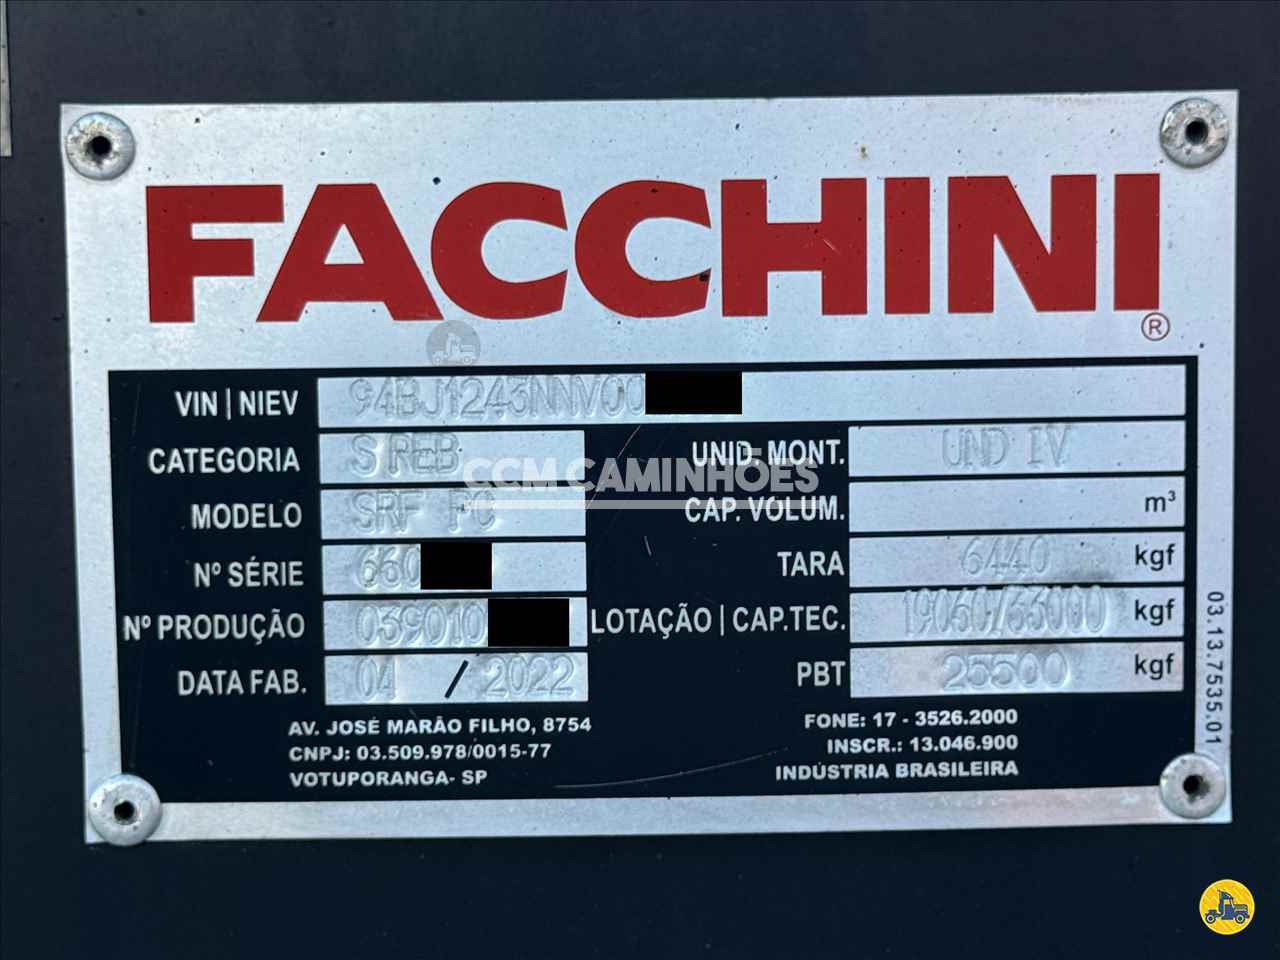 FACCHINI
®
VIN | NIEV 94BJ1243NNV00
CATEGORIA S REB UNID. MONT. UND IV
CCM CAMINHÕES
MODELO SRF PC CAP. VOLUM. m³
Nº SÉRIE 660 TARA 6440 kgf
Nº PRODUÇÃO 039010 LOTAÇÃO | CAP.TEC. 19060/33000 kgf
DATA FAB. 04 / 2022 PBT 25500 kgf
AV. JOSÉ MARÃO FILHO, 8754 FONE: 17 - 3526.2000
CNPJ: 03.509.978/0015-77 INSCR.: 13.046.900
VOTUPORANGA- SP INDÚSTRIA BRASILEIRA
03.13.7535.01